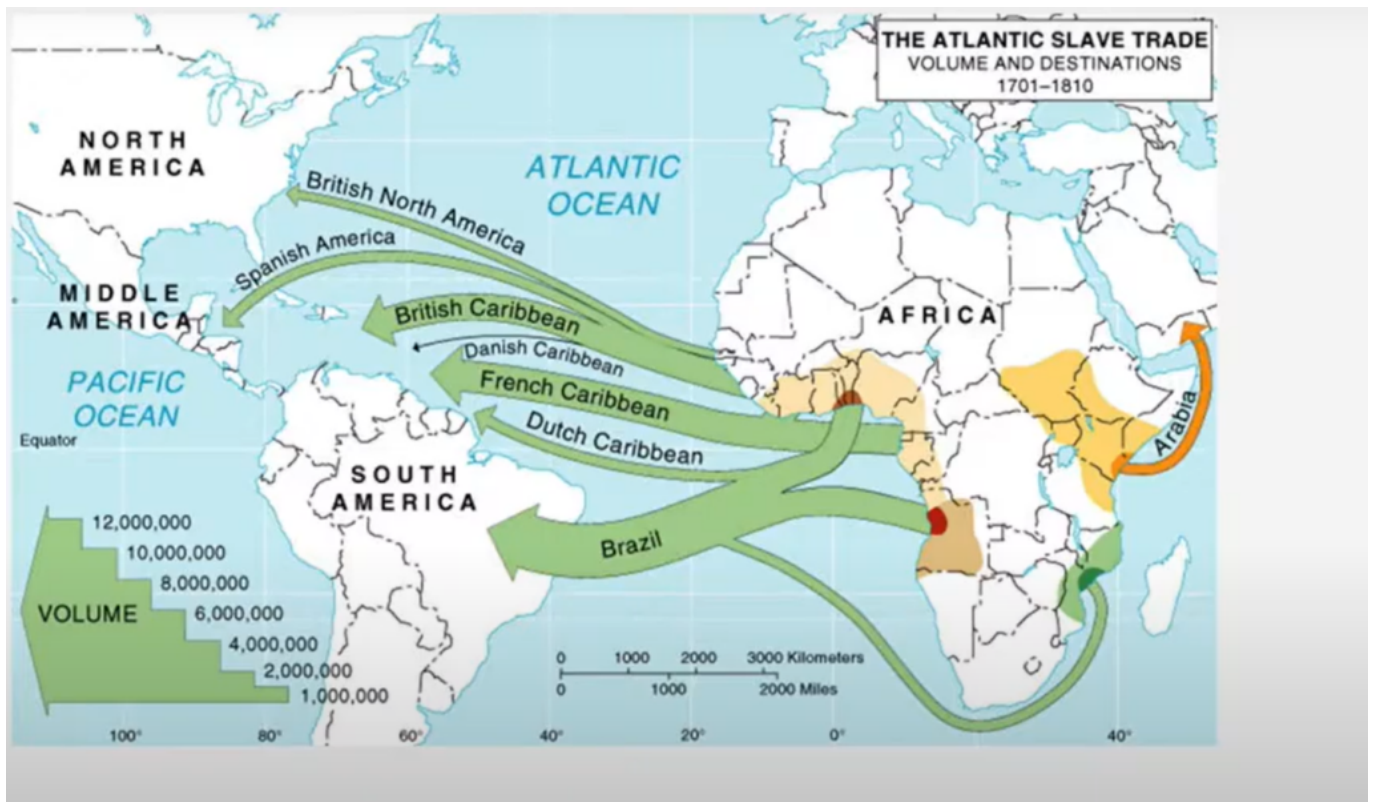 THE ATLANTIC SLAVE TRADE
VOLUME AND DESTINATIONS
1701–1810
NORTH
AMERICA
ATLANTIC
OCEAN
British North America
Spanish America
MIDDLE
AMERICA
British Caribbean
AFRICA
Danish Caribbean
PACIFIC
OCEAN
French Caribbean
Arabia
Dutch Caribbean
Equator
SOUTH
AMERICA
Brazil
12,000,000
10,000,000
8,000,000
VOLUME
6,000,000
4,000,000
2,000,000
1,000,000
0 1000 2000 3000 Kilometers
0 1000 2000 Miles
100° 80° 60° 40° 20° 0° 40°